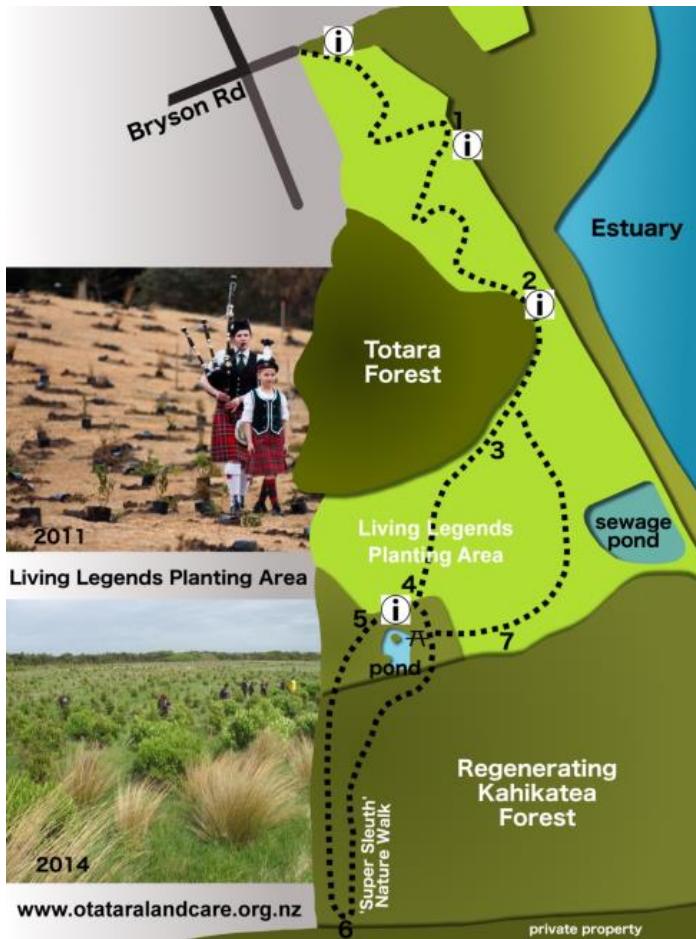 i
Bryson Rd
1
i
Estuary
2
i
Totara
Forest
3
2011
Living Legends
Planting Area
sewage
pond
Living Legends Planting Area
4
i
5
7
pond
Regenerating
Kahikatea
Forest
'Super Sleuth'
Nature Walk
2014
www.otataralandcare.org.nz
6
private property